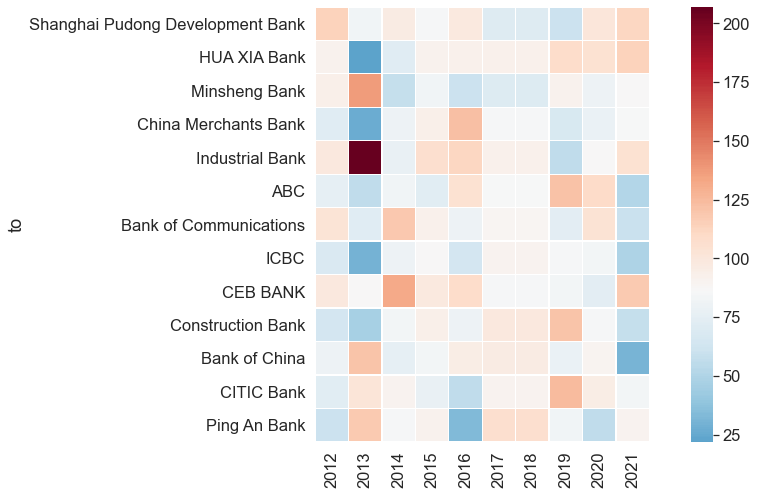 Shanghai Pudong Development Bank
HUA XIA Bank
Minsheng Bank
China Merchants Bank
Industrial Bank
ABC
Bank of Communications
ICBC
CEB BANK
Construction Bank
Bank of China
CITIC Bank
Ping An Bank
to
2012 2013 2014 2015 2016 2017 2018 2019 2020 2021
200
175
150
125
100
75
50
25